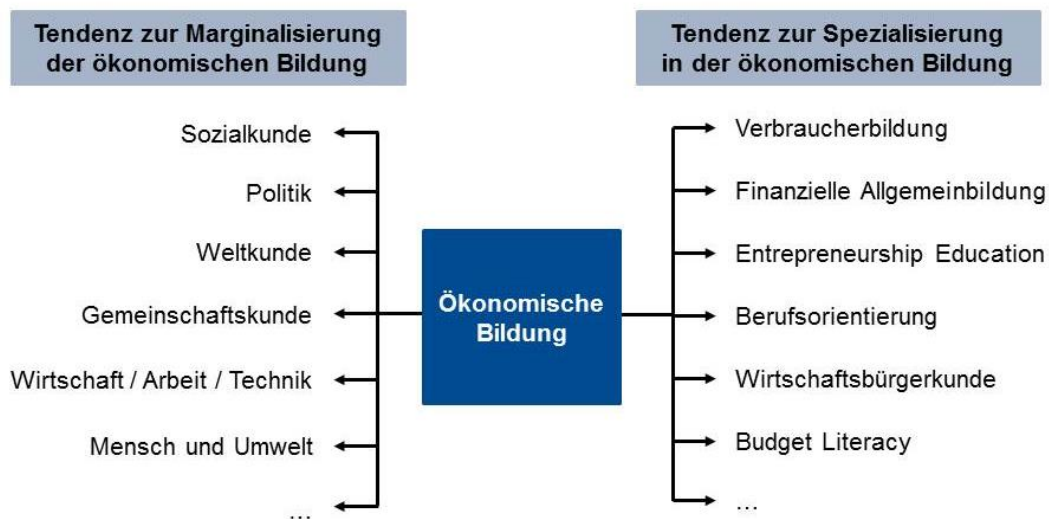 Tendenz zur Marginalisierung
der ökonomischen Bildung
Sozialkunde
Politik
Weltkunde
Gemeinschaftskunde
Wirtschaft / Arbeit / Technik
Mensch und Umwelt
...
Ökonomische
Bildung
Tendenz zur Spezialisierung
in der ökonomischen Bildung
Verbraucherbildung
Finanzielle Allgemeinbildung
Entrepreneurship Education
Berufsorientierung
Wirtschaftsbürgerkunde
Budget Literacy
...